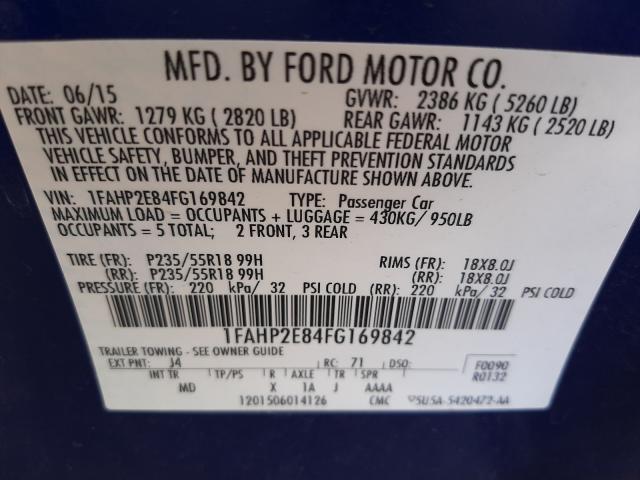 MFD. BY FORD MOTOR CO.
DATE: 06/15 GVWR: 2386 KG ( 5260 LB)
FRONT GAWR: 1279 KG ( 2820 LB) REAR GAWR: 1143 KG ( 2520 LB)
THIS VEHICLE CONFORMS TO ALL APPLICABLE FEDERAL MOTOR
VEHICLE SAFETY, BUMPER, AND THEFT PREVENTION STANDARDS
IN EFFECT ON THE DATE OF MANUFACTURE SHOWN ABOVE.
VIN: 1FAHP2E84FG169842 TYPE: Passenger Car
MAXIMUM LOAD = OCCUPANTS + LUGGAGE = 430KG/ 950LB
OCCUPANTS = 5 TOTAL; 2 FRONT, 3 REAR
TIRE (FR): P235/55R18 99H RIMS (FR): 18X8.0J
(RR): P235/55R18 99H (RR): 18X8.0J
PRESSURE (FR): 220 kPa/ 32 PSI COLD (RR): 220 kPa/ 32 PSI COLD
1FAHP2E84FG169842
TRAILER TOWING - SEE OWNER GUIDE
EXT PNT: J4 RC: 71 DSO: F0090
INT TR TP/PS R AXLE TR SPR R0132
MD X 1A J AAAA
1201506014126 CMC 5U5A-5420472-AA